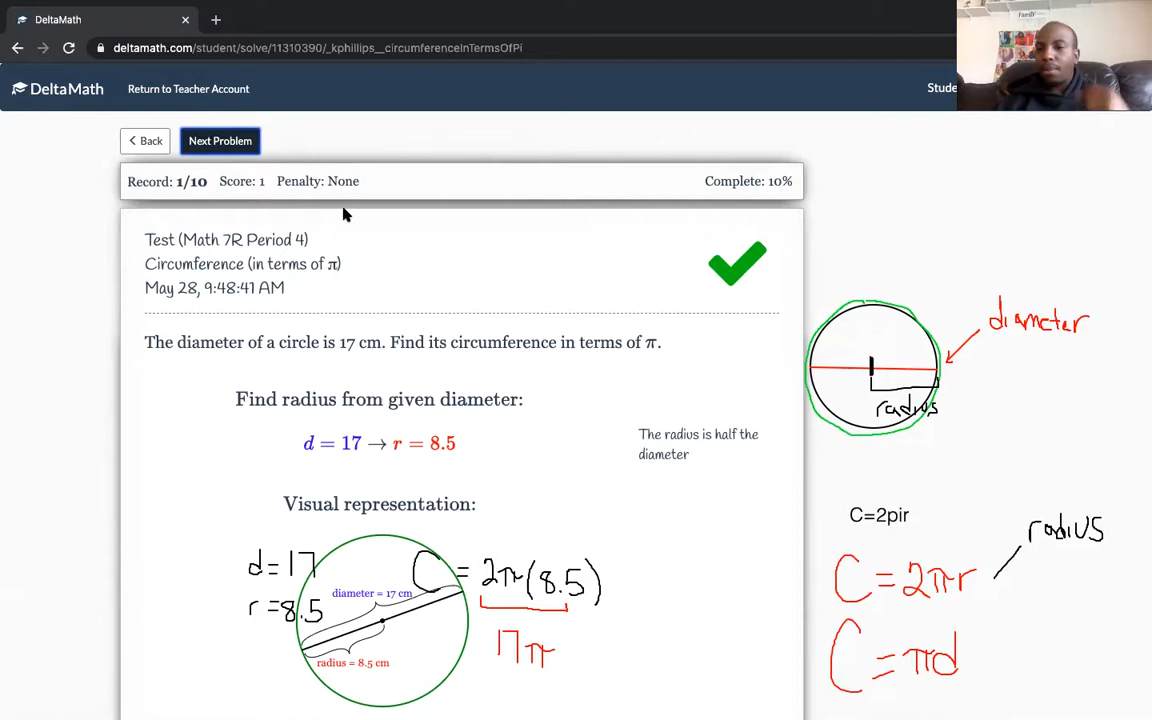 DeltaMath
deltamath.com/student/solve/11310390/_kphillips__circumferenceInTermsOfPi
DeltaMath
Return to Teacher Account
Stude
Back
Next Problem
Record: 1/10 Score: 1 Penalty: None
Complete: 10%
Test (Math 7R Period 4)
Circumference (in terms of π)
May 28, 9:48:41 AM
The diameter of a circle is 17 cm. Find its circumference in terms of π.
Find radius from given diameter:
d = 17 → r = 8.5
The radius is half the
diameter
Visual representation:
d=17
r=8.5
diameter = 17 cm
radius = 8.5 cm
C = 2π(8.5)
17π
diameter
radius
C=2pir
radius
C=2πr
C=πd